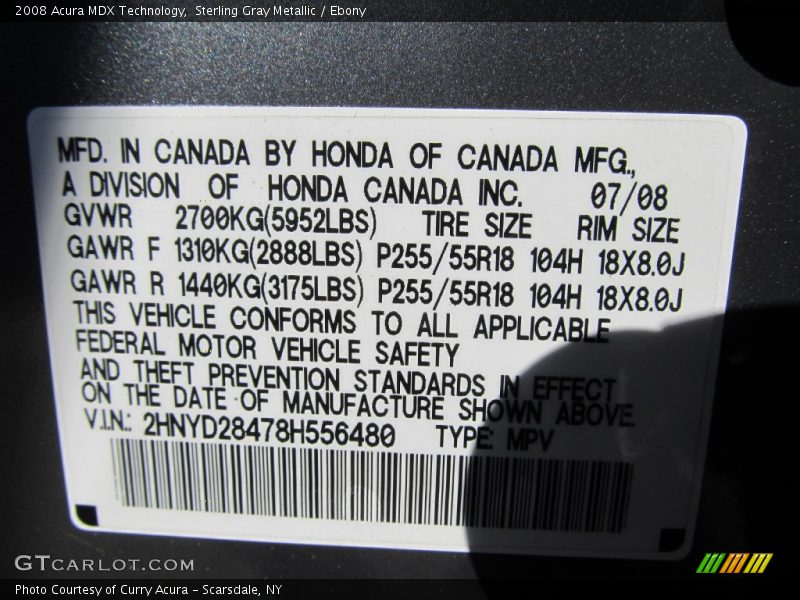 2008 Acura MDX Technology, Sterling Gray Metallic / Ebony
MFD. IN CANADA BY HONDA OF CANADA MFG.,
A DIVISION OF HONDA CANADA INC. 07/08
GVWR 2700KG(5952LBS) TIRE SIZE RIM SIZE
GAWR F 1310KG(2888LBS) P255/55R18 104H 18X8.0J
GAWR R 1440KG(3175LBS) P255/55R18 104H 18X8.0J
THIS VEHICLE CONFORMS TO ALL APPLICABLE
FEDERAL MOTOR VEHICLE SAFETY
AND THEFT PREVENTION STANDARDS IN EFFECT
ON THE DATE OF MANUFACTURE SHOWN ABOVE.
V.I.N.: 2HNYD28478H556480 TYPE: MPV
GTCARLOT.COM
Photo Courtesy of Curry Acura - Scarsdale, NY